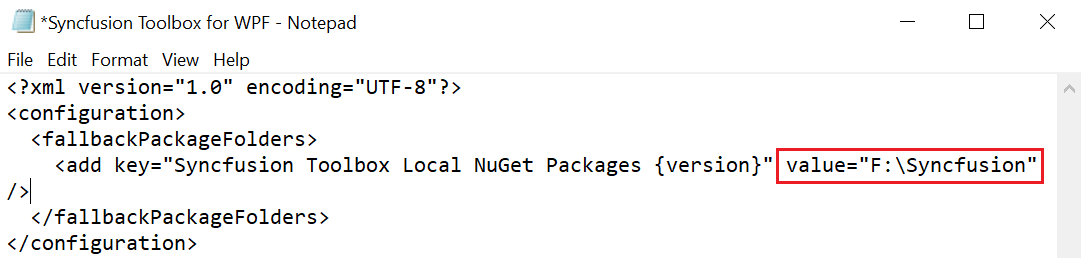 *Syncfusion Toolbox for WPF - Notepad
File Edit Format View Help
<?xml version="1.0" encoding="UTF-8"?>
<configuration>
  <fallbackPackageFolders>
    <add key="Syncfusion Toolbox Local NuGet Packages {version}" value="F:\Syncfusion"
/>
  </fallbackPackageFolders>
</configuration>